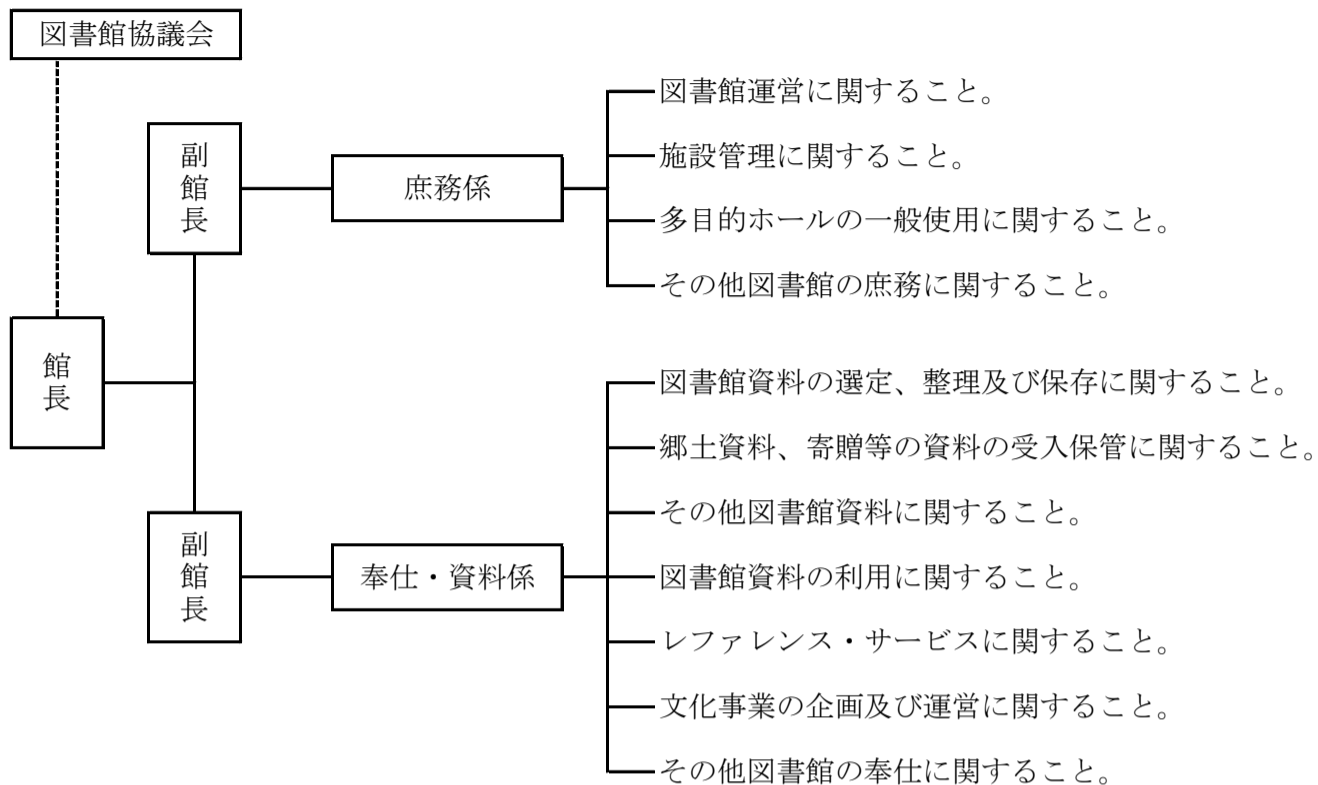 図書館協議会
館長
副館長
庶務係
図書館運営に関すること。
施設管理に関すること。
多目的ホールの一般使用に関すること。
その他図書館の庶務に関すること。
副館長
奉仕・資料係
図書館資料の選定、整理及び保存に関すること。
郷土資料、寄贈等の資料の受入保管に関すること。
その他図書館資料に関すること。
図書館資料の利用に関すること。
レファレンス・サービスに関すること。
文化事業の企画及び運営に関すること。
その他図書館の奉仕に関すること。